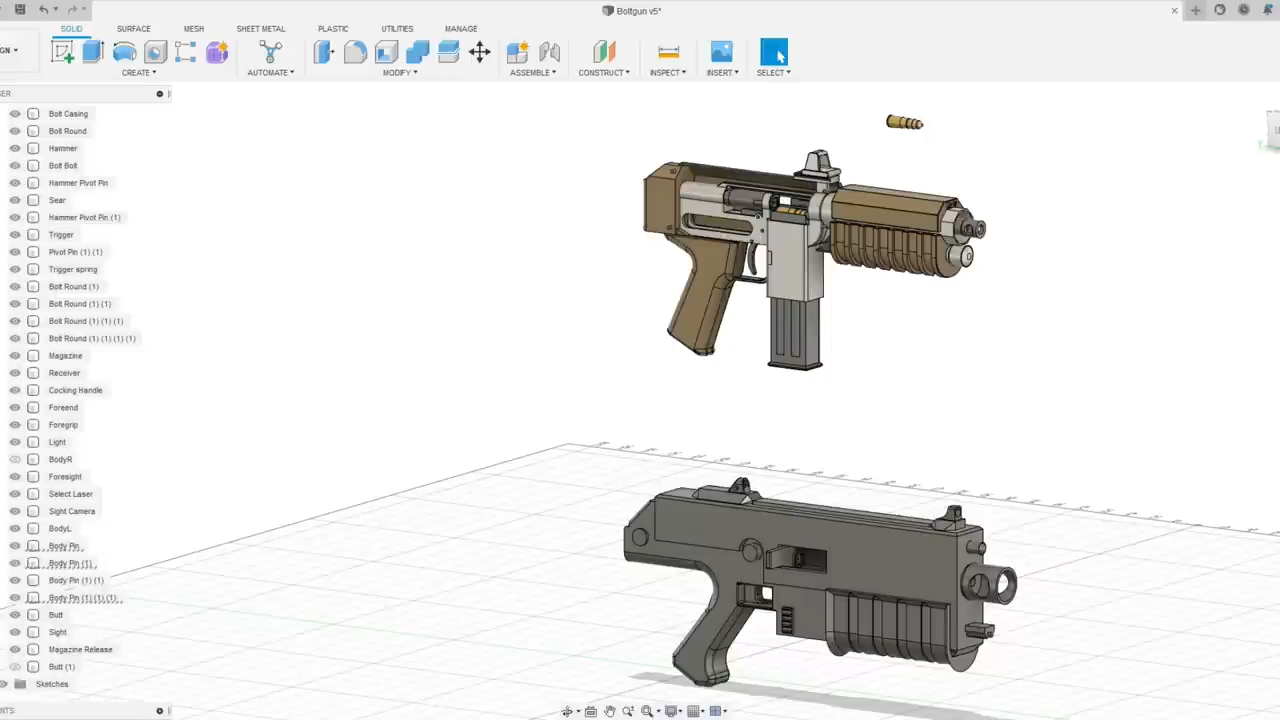 Boltgun v5*
SOLID SURFACE MESH SHEET METAL PLASTIC UTILITIES MANAGE
GN ▾
CREATE ▾ AUTOMATE ▾ MODIFY ▾ ASSEMBLE ▾ CONSTRUCT ▾ INSPECT ▾ INSERT ▾ SELECT ▾
SER
Bolt Casing
Bolt Round
Hammer
Bolt Bolt
Hammer Pivot Pin
Sear
Hammer Pivot Pin (1)
Trigger
Pivot Pin (1) (1)
Trigger spring
Bolt Round (1)
Bolt Round (1) (1)
Bolt Round (1) (1) (1)
Bolt Round (1) (1) (1) (1)
Magazine
Receiver
Cocking Handle
Foreend
Foregrip
Light
BodyR
Foresight
Select Laser
Sight Camera
BodyL
Body Pin
Body Pin (1)
Body Pin (1) (1)
Body Pin (1) (1) (1)
Butt
Sight
Magazine Release
Butt (1)
Sketches
NTS